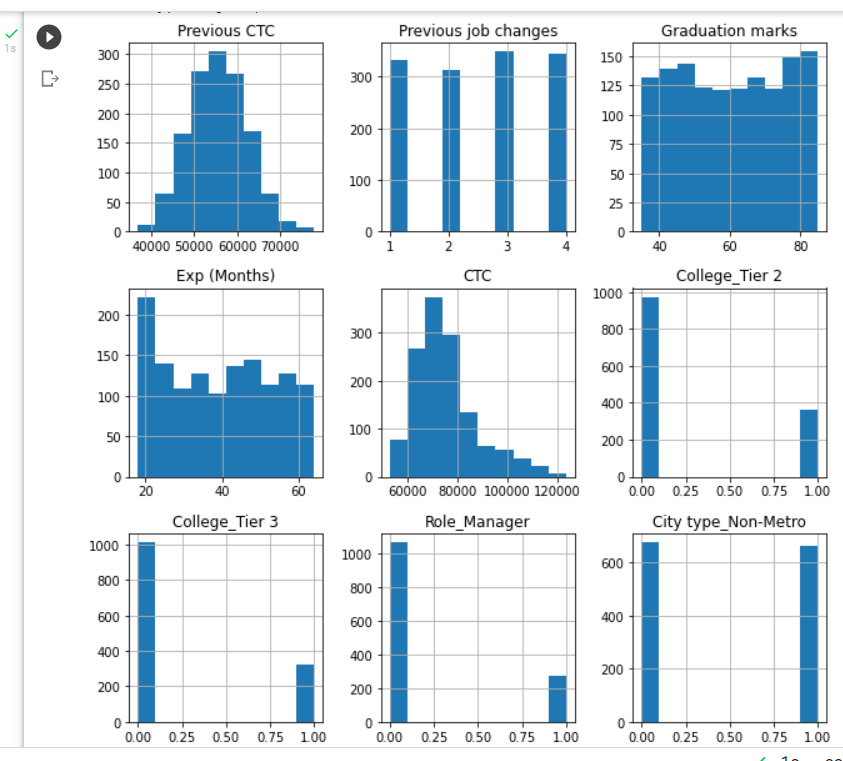 1s
Previous CTC
Previous job changes
Graduation marks
300
250
200
150
100
50
0
40000 50000 60000 70000
300
200
100
0
1 2 3 4
150
125
100
75
50
25
0
40 60 80
Exp (Months)
CTC
College_Tier 2
200
150
100
50
0
20 40 60
300
200
100
0
60000 80000 100000 120000
1000
800
600
400
200
0
0.00 0.25 0.50 0.75 1.00
College_Tier 3
Role_Manager
City type_Non-Metro
1000
800
600
400
200
0
0.00 0.25 0.50 0.75 1.00
1000
800
600
400
200
0
0.00 0.25 0.50 0.75 1.00
600
400
200
0
0.00 0.25 0.50 0.75 1.00